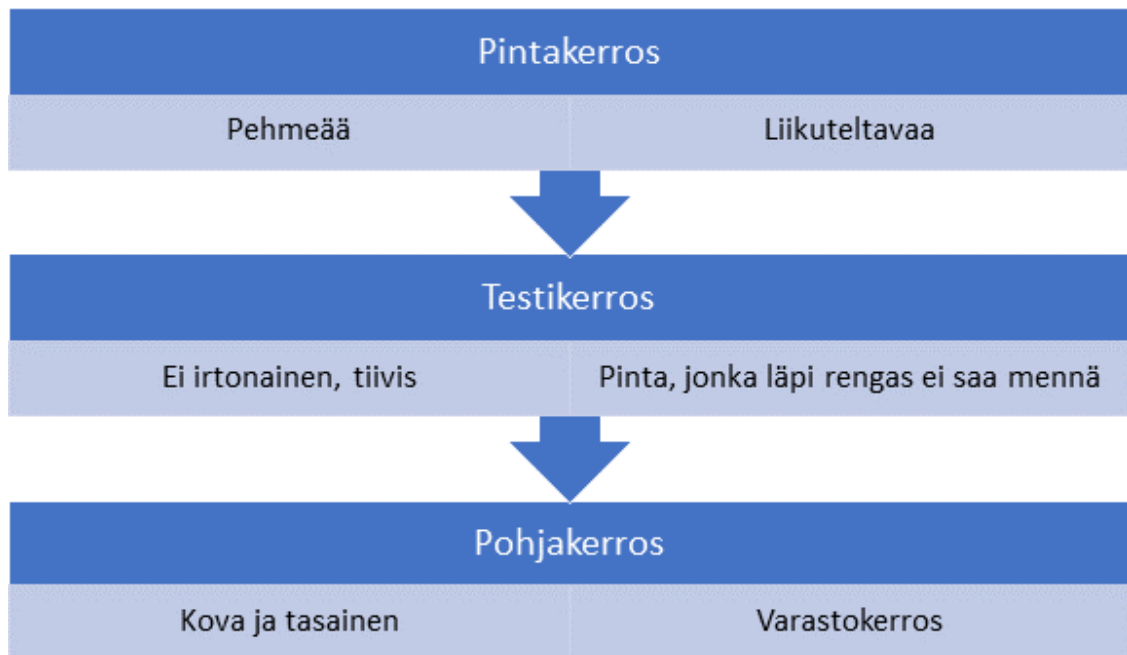 Pintakerros
Pehmeää
Liikuteltavaa
Testikerros
Ei irtonainen, tiivis
Pinta, jonka läpi rengas ei saa mennä
Pohjakerros
Kova ja tasainen
Varastokerros